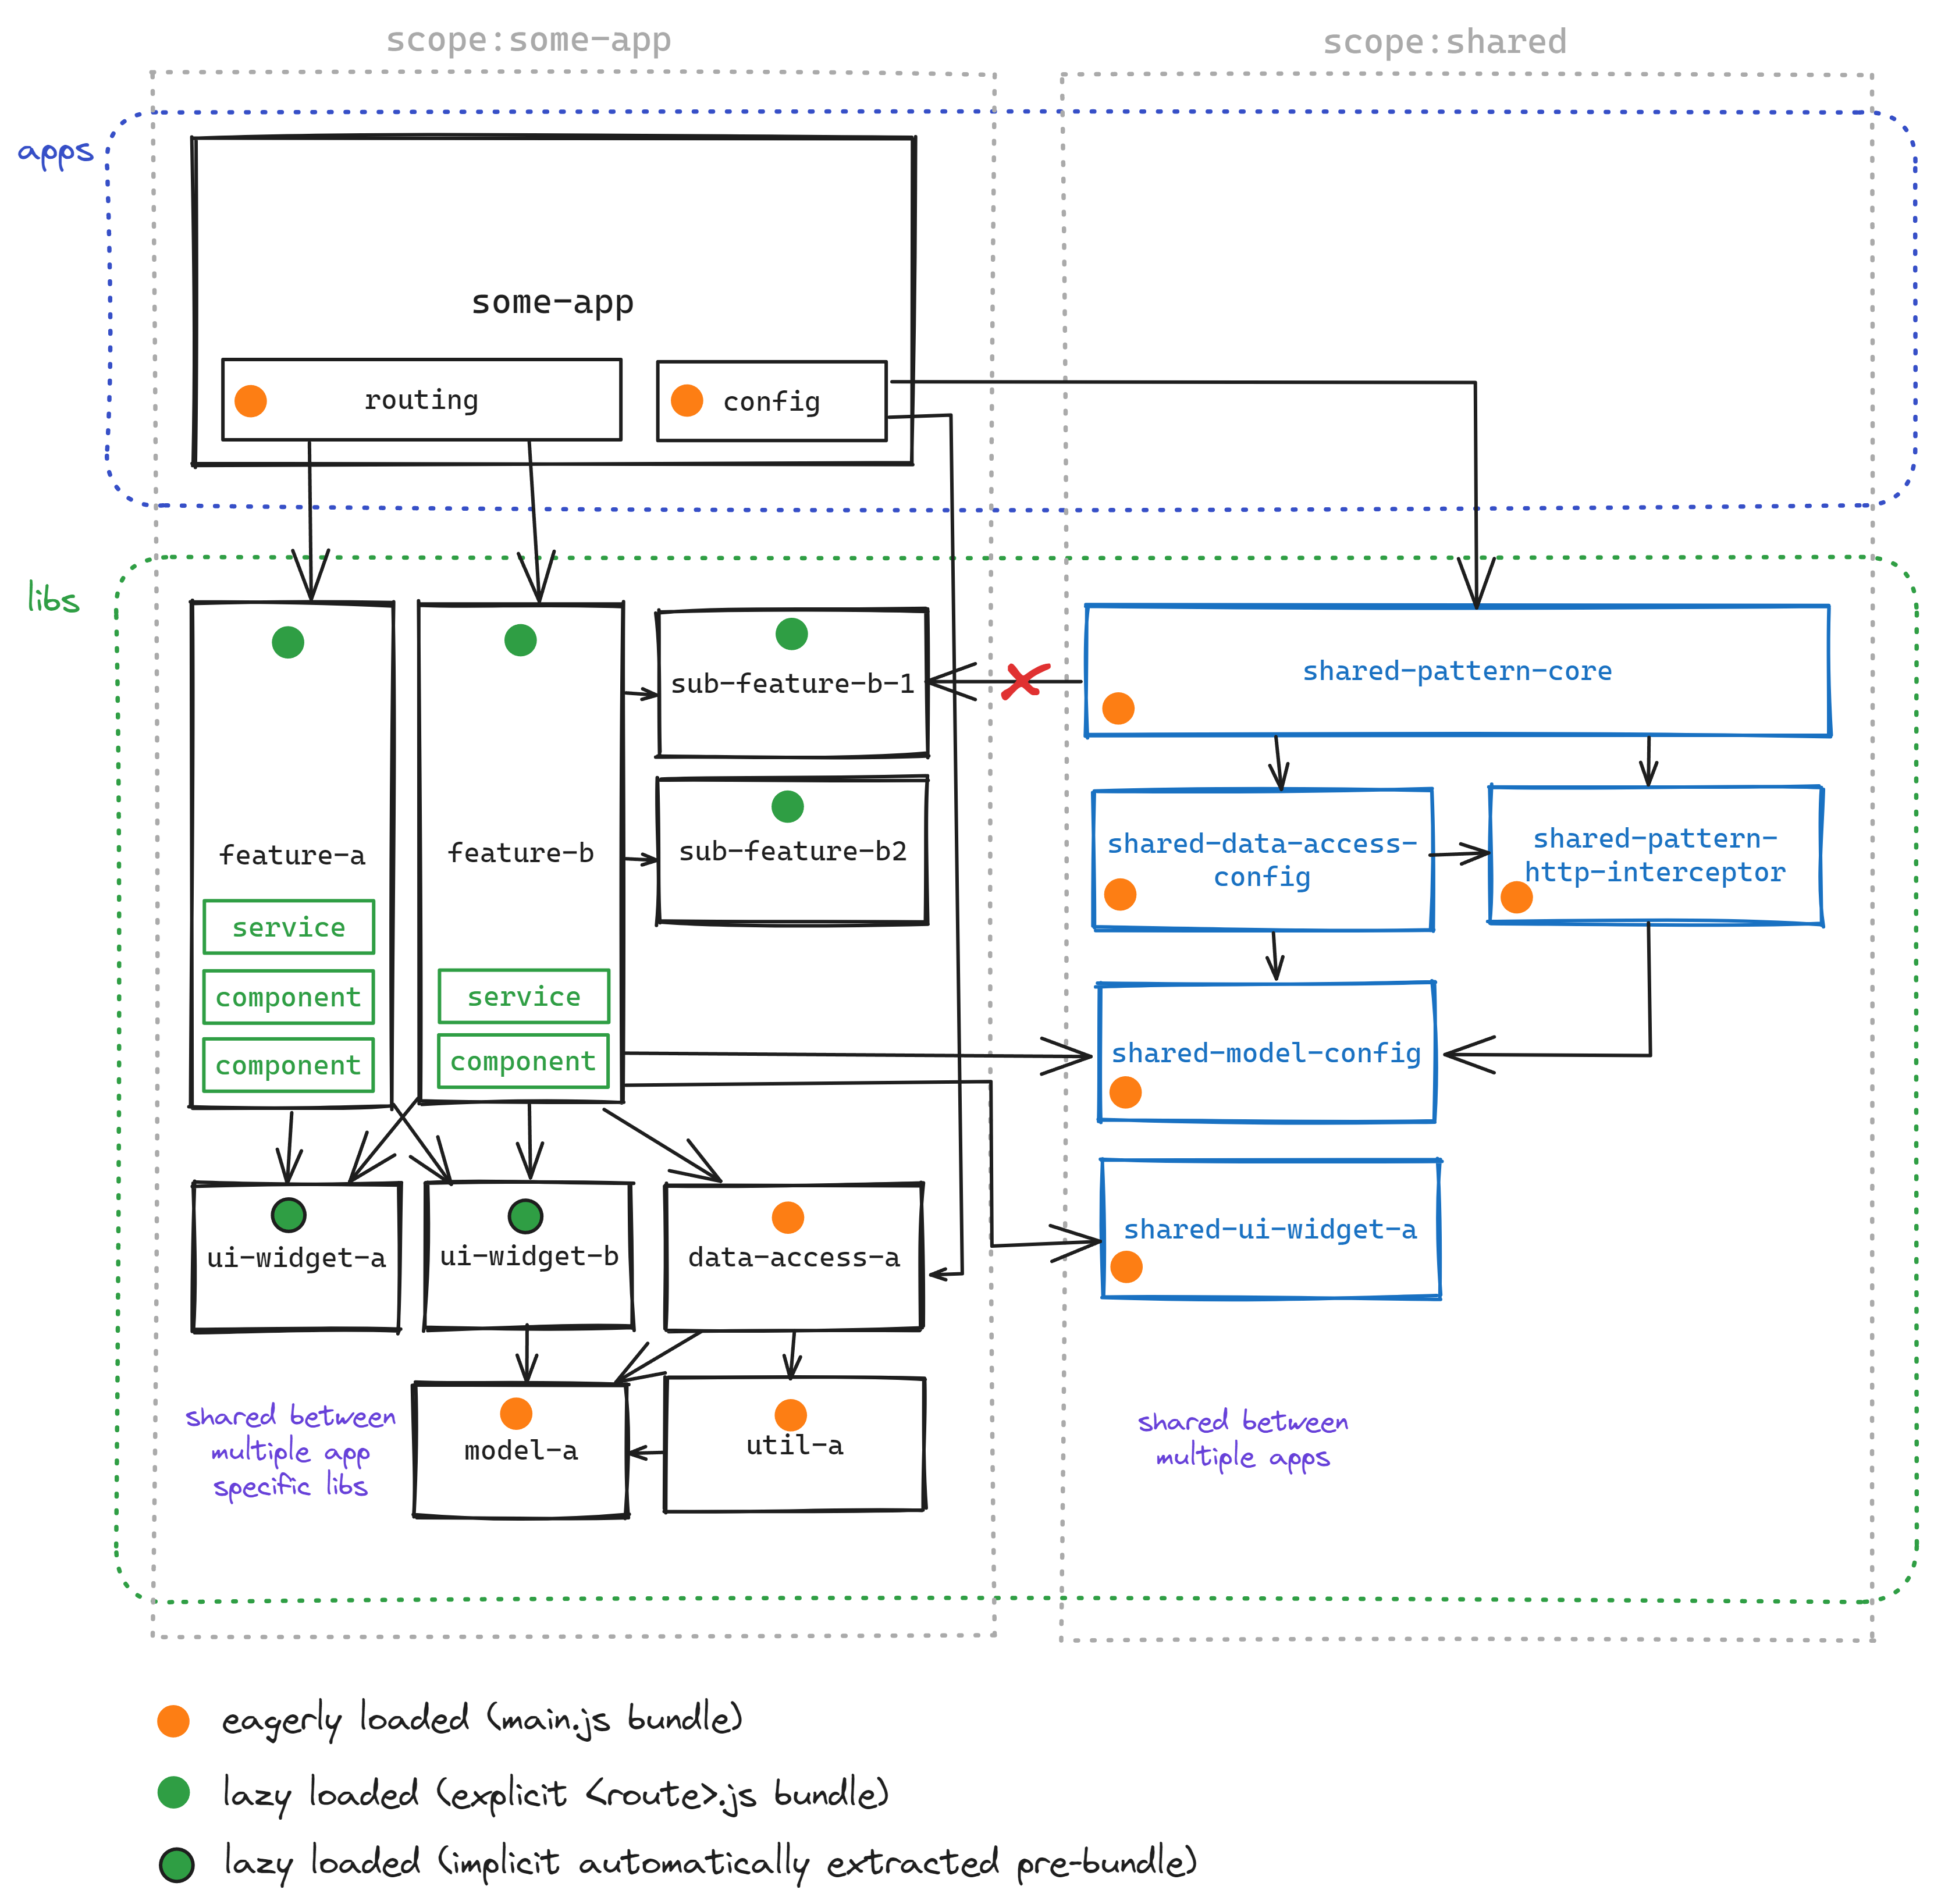 scope:some-app
scope:shared
apps
some-app
routing
config
libs
feature-a
service
component
component
feature-b
service
component
sub-feature-b-1
sub-feature-b2
shared-pattern-core
shared-data-access-
config
shared-pattern-
http-interceptor
shared-model-config
shared-ui-widget-a
ui-widget-a
ui-widget-b
data-access-a
model-a
util-a
shared between
multiple app
specific libs
shared between
multiple apps
eagerly loaded (main.js bundle)
lazy loaded (explicit <route>.js bundle)
lazy loaded (implicit automatically extracted pre-bundle)